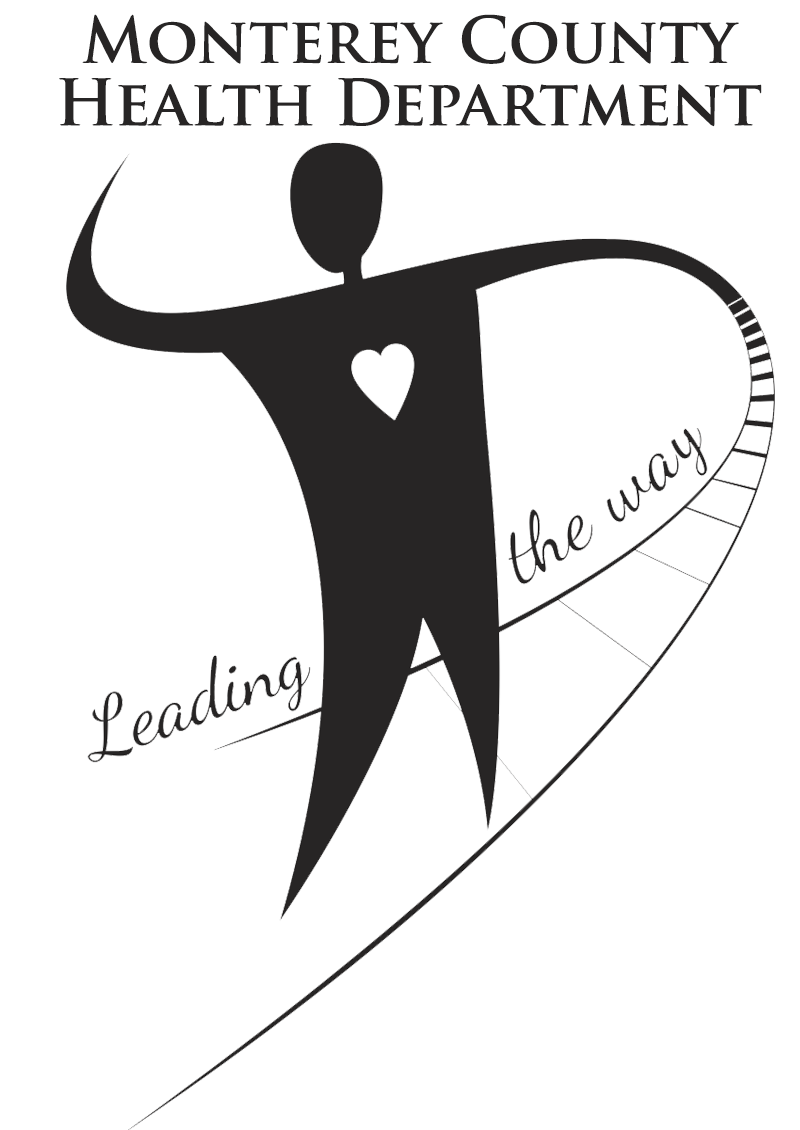 Monterey County
Health Department
Leading the way